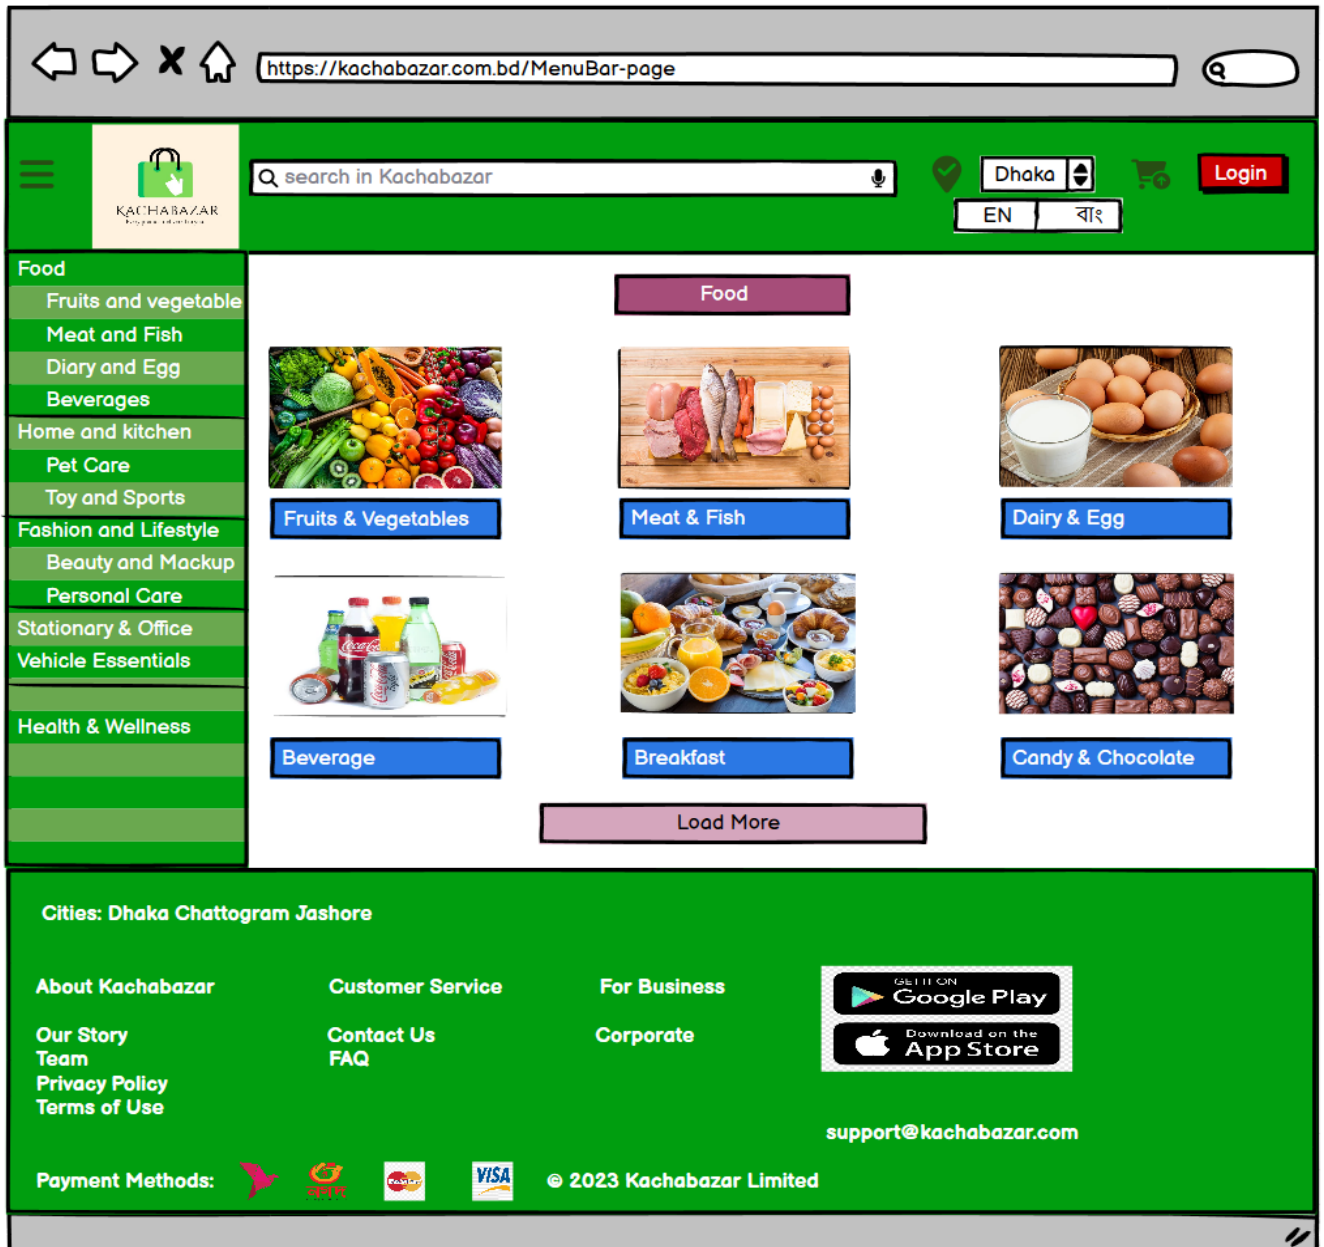 https://kachabazar.com.bd/MenuBar-page
KACHABAZAR
search in Kachabazar
Dhaka
Login
EN
বাং
Food
Fruits and vegetable
Meat and Fish
Diary and Egg
Beverages
Home and kitchen
Pet Care
Toy and Sports
Fashion and Lifestyle
Beauty and Mackup
Personal Care
Stationary & Office
Vehicle Essentials
Health & Wellness
Food
Fruits & Vegetables
Meat & Fish
Dairy & Egg
Coca-Cola
Beverage
Breakfast
Candy & Chocolate
Load More
Cities: Dhaka Chattogram Jashore
About Kachabazar
Our Story
Team
Privacy Policy
Terms of Use
Customer Service
Contact Us
FAQ
For Business
Corporate
GET IT ON
Google Play
Download on the
App Store
support@kachabazar.com
Payment Methods:
নগদ
MasterCard
VISA
© 2023 Kachabazar Limited